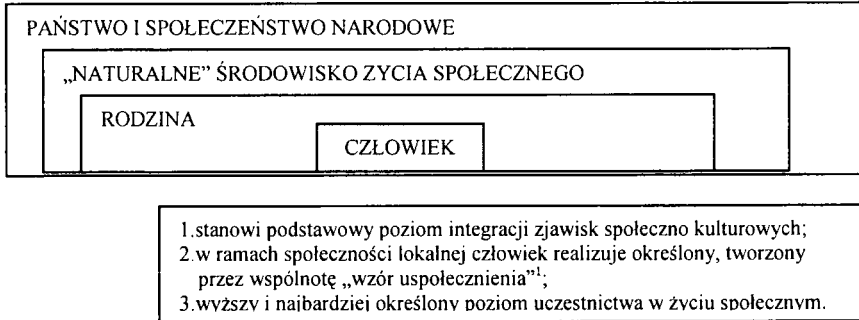 PAŃSTWO I SPOŁECZEŃSTWO NARODOWE
„NATURALNE” ŚRODOWISKO ZYCIA SPOŁECZNEGO
RODZINA
CZŁOWIEK
1.stanowi podstawowy poziom integracji zjawisk społeczno kulturowych;
2.w ramach społeczności lokalnej człowiek realizuje określony, tworzony
przez wspólnotę „wzór uspołecznienia”¹;
3.wyższy i najbardziej określony poziom uczestnictwa w życiu społecznym.